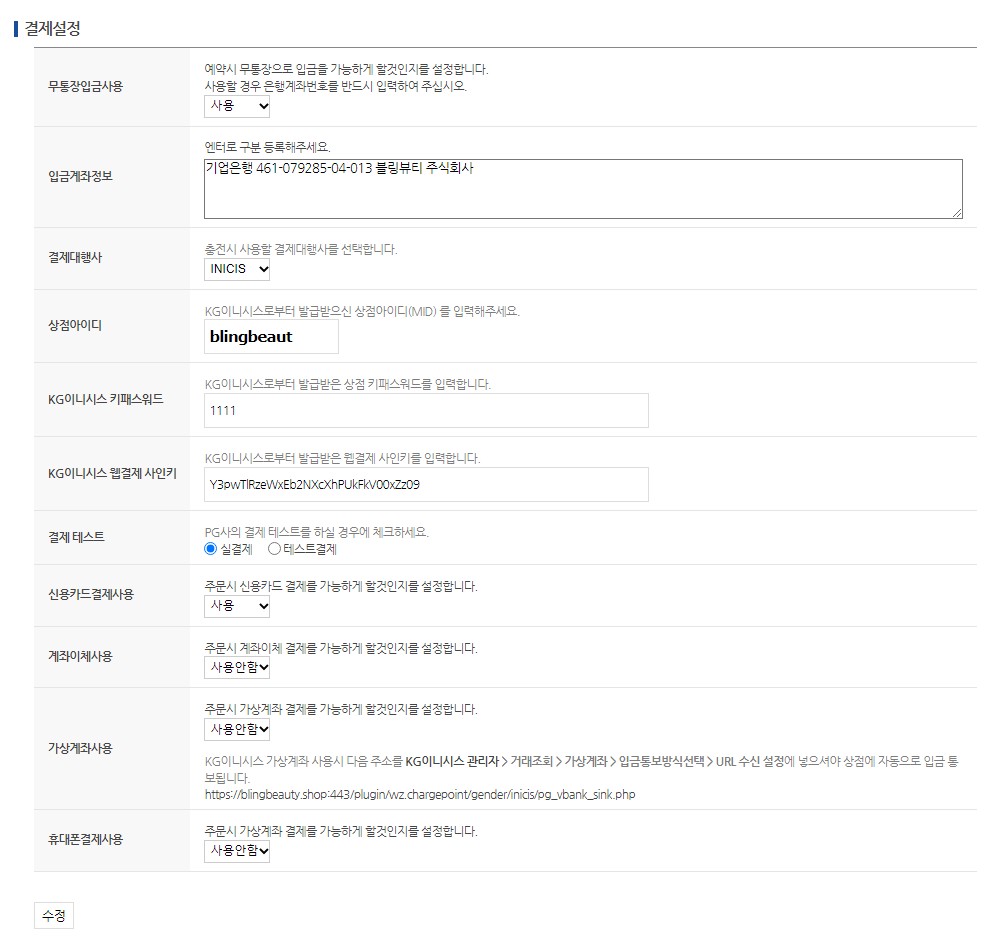 결제설정
무통장입금사용
예약시 무통장으로 입금을 가능하게 할것인지를 설정합니다.
사용할 경우 은행계좌번호를 반드시 입력하여 주십시오.
사용
입금계좌정보
엔터로 구분 등록해주세요.
기업은행 461-079285-04-013 블링뷰티 주식회사
결제대행사
충전시 사용할 결제대행사를 선택합니다.
INICIS
상점아이디
KG이니시스로부터 발급받으신 상점아이디(MID) 를 입력해주세요.
blingbeaut
KG이니시스 키패스워드
KG이니시스로부터 발급받은 상점 키패스워드를 입력합니다.
1111
KG이니시스 웹결제 사인키
KG이니시스로부터 발급받은 웹결제 사인키를 입력합니다.
Y3pwTlRzeWxEb2NXcXhPUkFkV00xZz09
결제 테스트
PG사의 결제 테스트를 하실 경우에 체크하세요.
실결제 테스트결제
신용카드결제사용
주문시 신용카드 결제를 가능하게 할것인지를 설정합니다.
사용
계좌이체사용
주문시 계좌이체 결제를 가능하게 할것인지를 설정합니다.
사용안함
가상계좌사용
주문시 가상계좌 결제를 가능하게 할것인지를 설정합니다.
사용안함
KG이니시스 가상계좌 사용시 다음 주소를 KG이니시스 관리자 > 거래조회 > 가상계좌 > 입금통보방식선택 > URL 수신 설정에 넣으셔야 상점에 자동으로 입금 통
보됩니다.
https://blingbeauty.shop:443/plugin/wz.chargepoint/gender/inicis/pg_vbank_sink.php
휴대폰결제사용
주문시 가상계좌 결제를 가능하게 할것인지를 설정합니다.
사용안함
수정